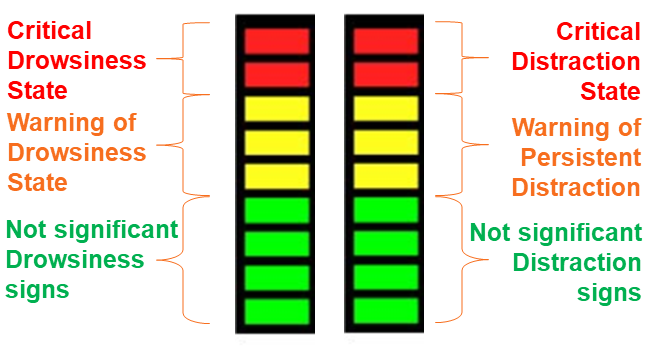 Critical
Drowsiness
State
Warning of
Drowsiness
State
Not significant
Drowsiness
signs
Critical
Distraction
State
Warning of
Persistent
Distraction
Not significant
Distraction
signs